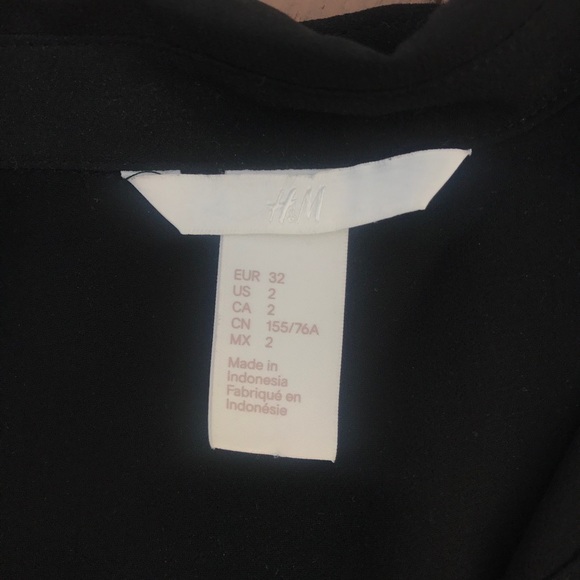 H&M
EUR 32
US 2
CA 2
CN 155/76A
MX 2
Made in
Indonesia
Fabriqué en
Indonésie